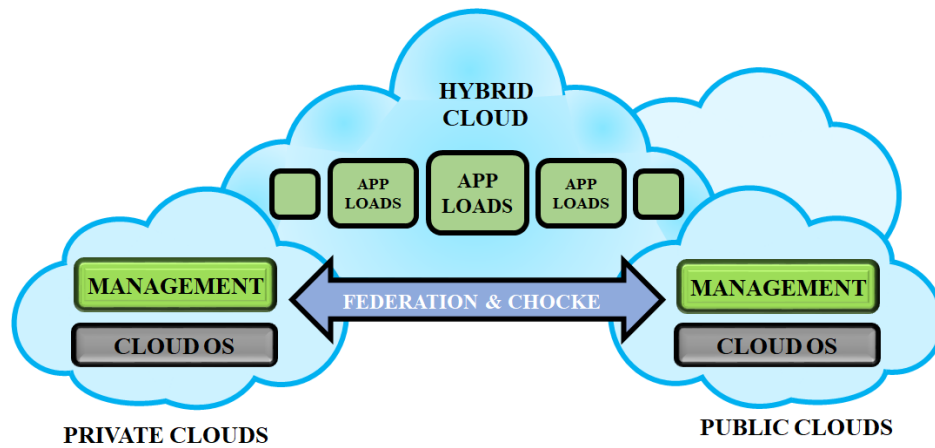 HYBRID
CLOUD
APP
LOADS
APP
LOADS
APP
LOADS
MANAGEMENT
FEDERATION & CHOCKE
MANAGEMENT
CLOUD OS
CLOUD OS
PRIVATE CLOUDS
PUBLIC CLOUDS